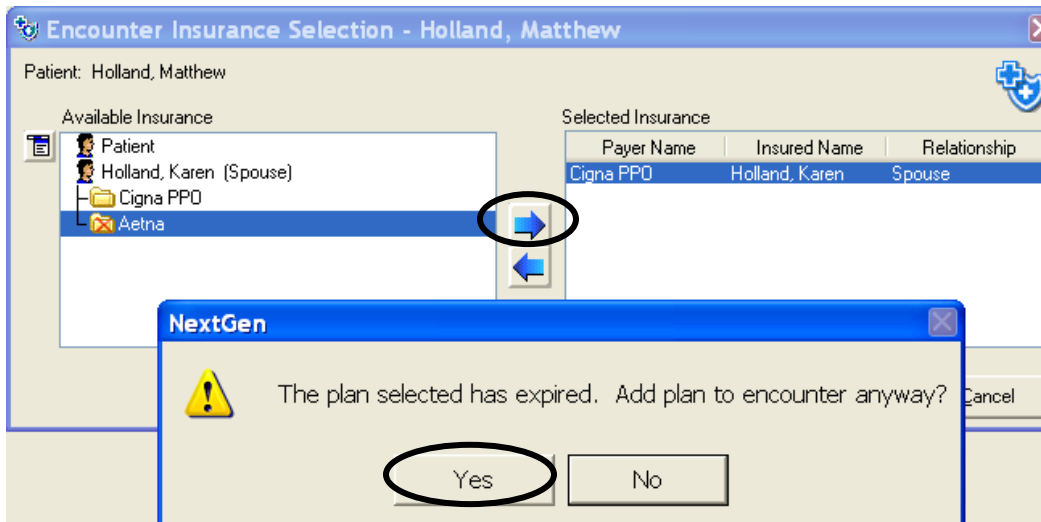 Encounter Insurance Selection - Holland, Matthew
Patient: Holland, Matthew
Available Insurance
Patient
Holland, Karen (Spouse)
Cigna PPO
Aetna
Selected Insurance
Payer Name Insured Name Relationship
Cigna PPO Holland, Karen Spouse
NextGen
The plan selected has expired. Add plan to encounter anyway?
Cancel
Yes No